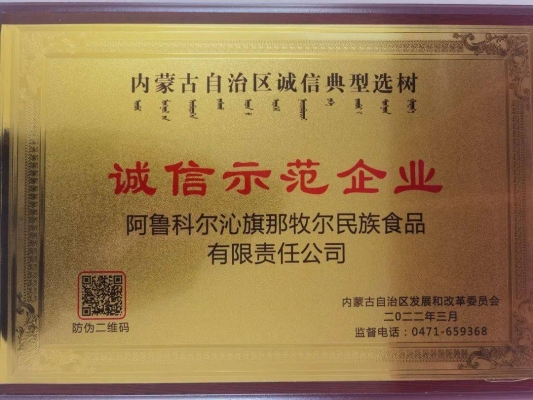 内蒙古自治区诚信典型选树
诚信示范企业
阿鲁科尔沁旗那牧尔民族食品
有限责任公司
防伪二维码
内蒙古自治区发展和改革委员会
二〇二二年三月
监督电话：0471-659368